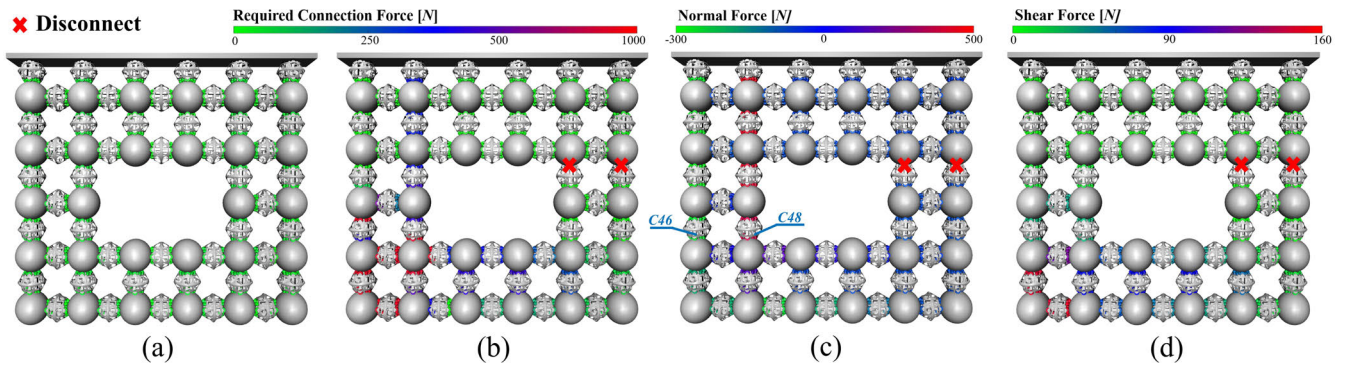 Disconnect
Required Connection Force [N]
0 250 500 1000
Normal Force [N]
-300 0 500
Shear Force [N]
0 90 160
C46 C48
(a) (b) (c) (d)